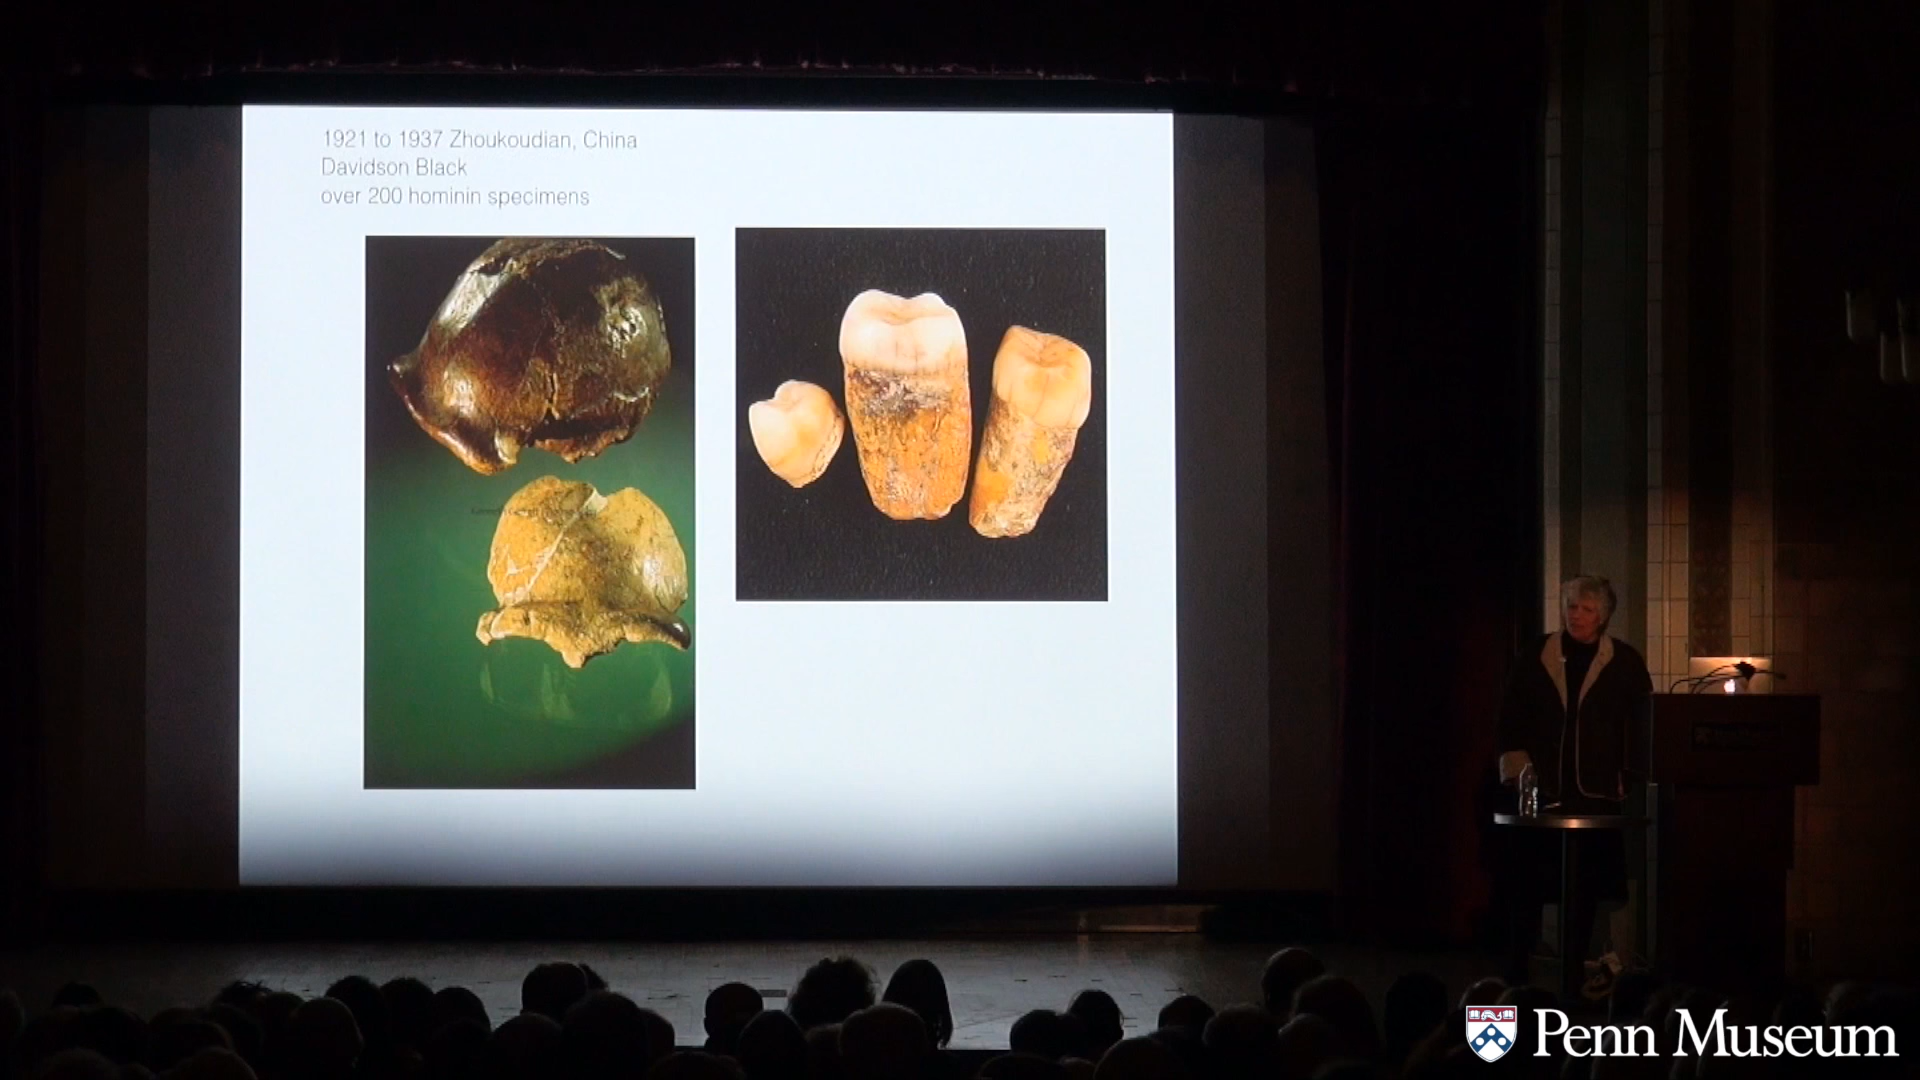 1921 to 1937 Zhoukoudian, China
Davidson Black
over 200 hominin specimens
Penn Museum